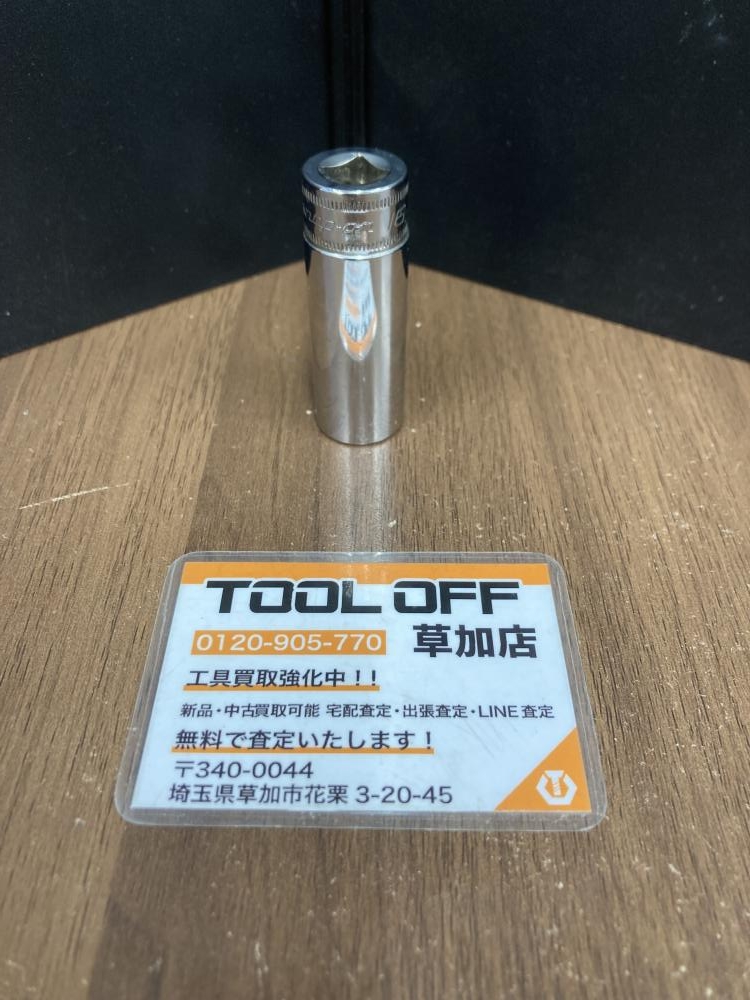 TOOL OFF
0120-905-770 草加店
工具買取強化中!!
新品・中古買取可能 宅配査定・出張査定・LINE査定
無料で査定いたします!
〒340-0044
埼玉県草加市花栗 3-20-45